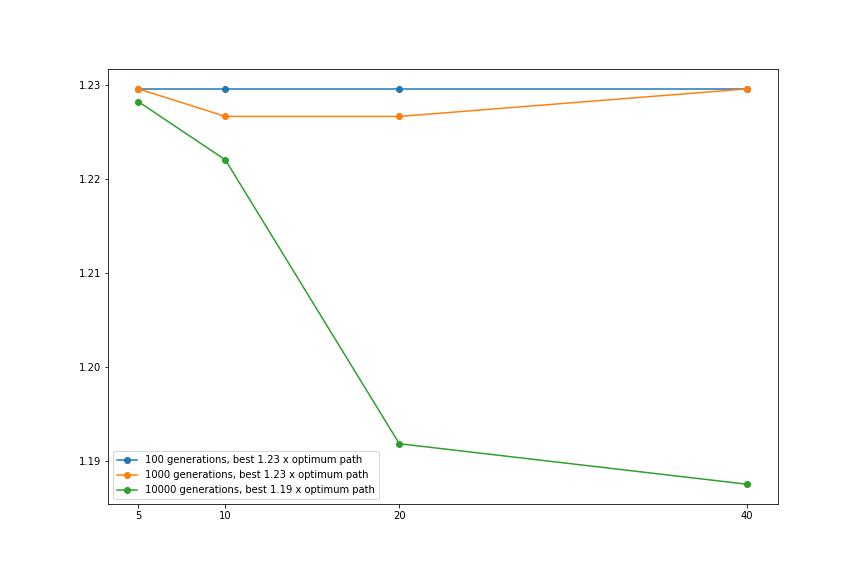 1.23
1.22
1.21
1.20
1.19
100 generations, best 1.23 x optimum path
1000 generations, best 1.23 x optimum path
10000 generations, best 1.19 x optimum path
5 10 20 40